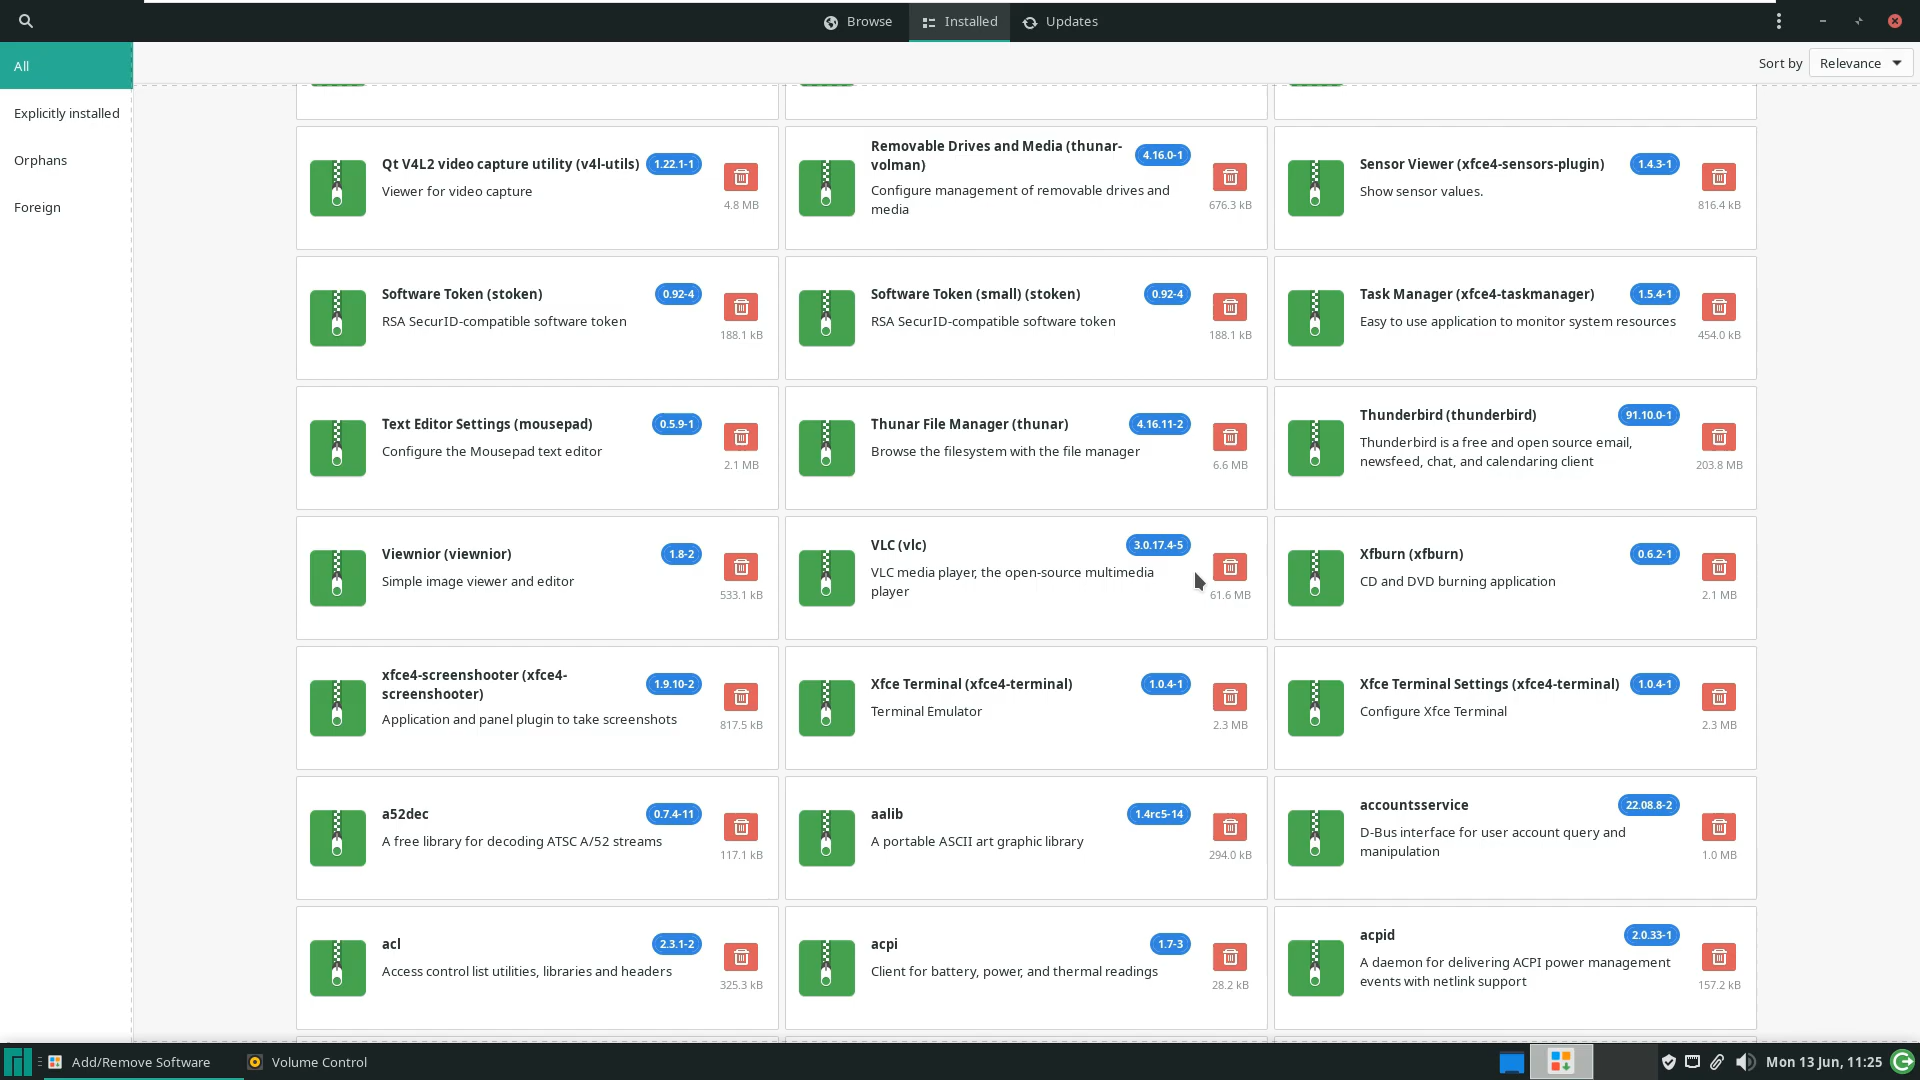 Browse
Installed
Updates
All
Sort by
Relevance
Explicitly installed
Orphans
Foreign
Qt V4L2 video capture utility (v4l-utils)
1.22.1-1
Viewer for video capture
4.8 MB
Removable Drives and Media (thunar-
volman)
4.16.0-1
Configure management of removable drives and
media
676.3 kB
Sensor Viewer (xfce4-sensors-plugin)
1.4.3-1
Show sensor values.
816.4 kB
Software Token (stoken)
0.92-4
RSA SecurID-compatible software token
188.1 kB
Software Token (small) (stoken)
0.92-4
RSA SecurID-compatible software token
188.1 kB
Task Manager (xfce4-taskmanager)
1.5.4-1
Easy to use application to monitor system resources
454.0 kB
Text Editor Settings (mousepad)
0.5.9-1
Configure the Mousepad text editor
2.1 MB
Thunar File Manager (thunar)
4.16.11-2
Browse the filesystem with the file manager
6.6 MB
Thunderbird (thunderbird)
91.10.0-1
Thunderbird is a free and open source email,
newsfeed, chat, and calendaring client
203.8 MB
Viewnior (viewnior)
1.8-2
Simple image viewer and editor
533.1 kB
VLC (vlc)
3.0.17.4-5
VLC media player, the open-source multimedia
player
61.6 MB
Xfburn (xfburn)
0.6.2-1
CD and DVD burning application
2.1 MB
xfce4-screenshooter (xfce4-
screenshooter)
1.9.10-2
Application and panel plugin to take screenshots
817.5 kB
Xfce Terminal (xfce4-terminal)
1.0.4-1
Terminal Emulator
2.3 MB
Xfce Terminal Settings (xfce4-terminal)
1.0.4-1
Configure Xfce Terminal
2.3 MB
a52dec
0.7.4-11
A free library for decoding ATSC A/52 streams
117.1 kB
aalib
1.4rc5-14
A portable ASCII art graphic library
294.0 kB
accountsservice
22.08.8-2
D-Bus interface for user account query and
manipulation
1.0 MB
acl
2.3.1-2
Access control list utilities, libraries and headers
325.3 kB
acpi
1.7-3
Client for battery, power, and thermal readings
28.2 kB
acpid
2.0.33-1
A daemon for delivering ACPI power management
events with netlink support
157.2 kB
Add/Remove Software
Volume Control
Mon 13 Jun, 11:25